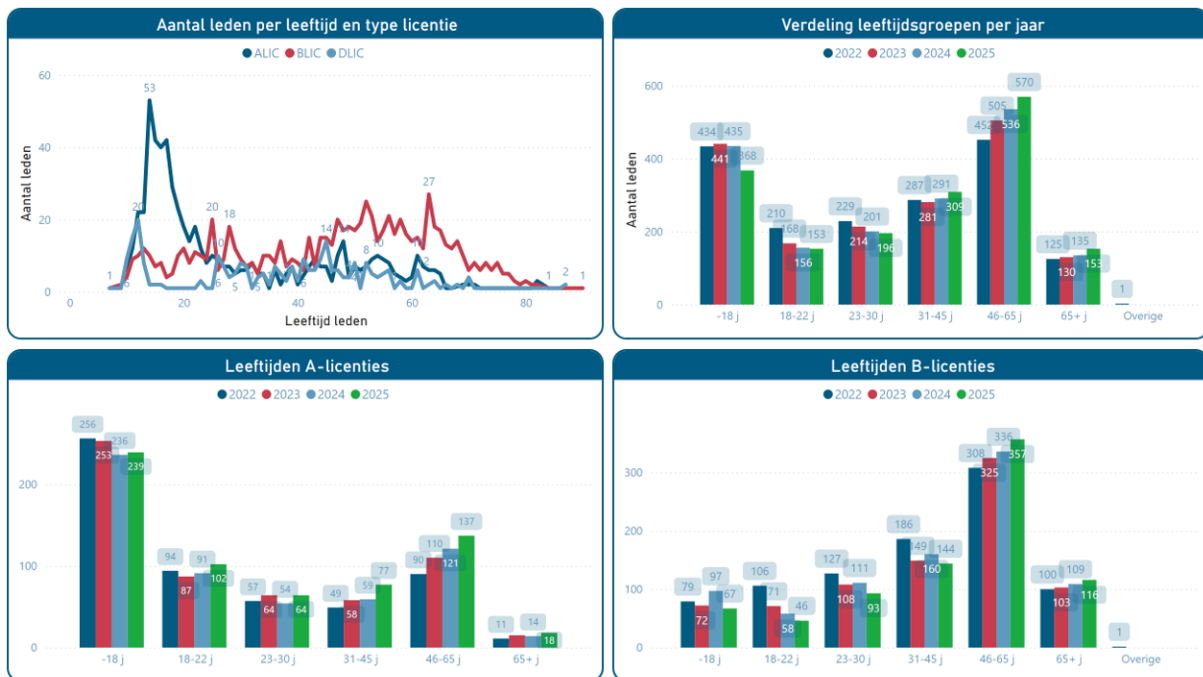 Aantal leden per leeftijd en type licentie
ALIC BLIC DLIC
Aantal leden
60
40
20
0
53
20
6
1
20
18
5
14
8
10
27
2
1
2
1
0 20 40 60 80
Leeftijd leden
Verdeling leeftijdsgroepen per jaar
2022 2023 2024 2025
Aantal leden
600
400
200
0
434 441 435 368
210 168 156 153
229 214 201 196
287 281 291 309
452 505 536 570
125 130 135 153
1
-18 j 18-22 j 23-30 j 31-45 j 46-65 j 65+ j Overige
Leeftijden A-licenties
2022 2023 2024 2025
200
100
0
256 253 236 239
94 87 91 102
57 64 54 64
49 58 59 77
90 110 121 137
11 14 18
-18 j 18-22 j 23-30 j 31-45 j 46-65 j 65+ j
Leeftijden B-licenties
2022 2023 2024 2025
300
200
100
0
79 72 97 67
106 71 58 46
127 108 111 93
186 149 160 144
308 325 336 357
100 103 109 116
1
-18 j 18-22 j 23-30 j 31-45 j 46-65 j 65+ j Overige